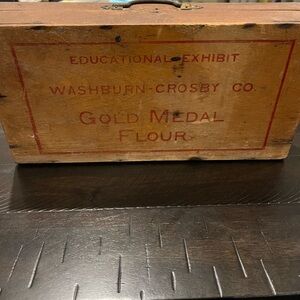 EDUCATIONAL EXHIBIT
WASHBURN-CROSBY CO.
GOLD MEDAL
FLOUR